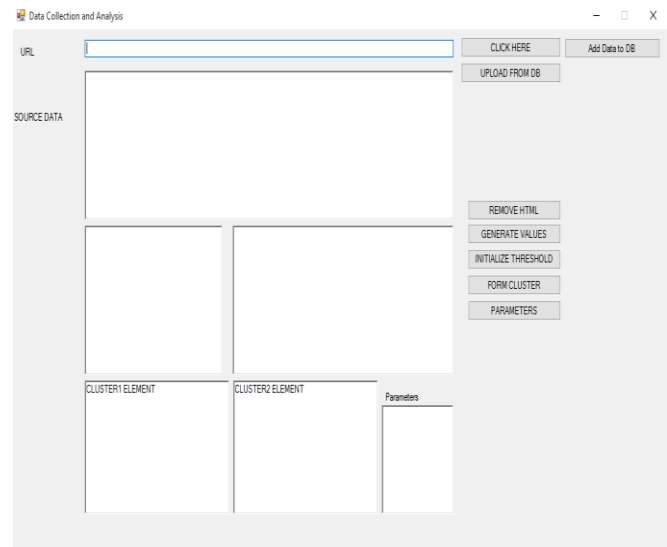 Data Collection and Analysis
URL
CLICK HERE
Add Data to DB
UPLOAD FROM DB
SOURCE DATA
REMOVE HTML
GENERATE VALUES
INITIALIZE THRESHOLD
FORM CLUSTER
PARAMETERS
CLUSTER1 ELEMENT
CLUSTER2 ELEMENT
Parameters